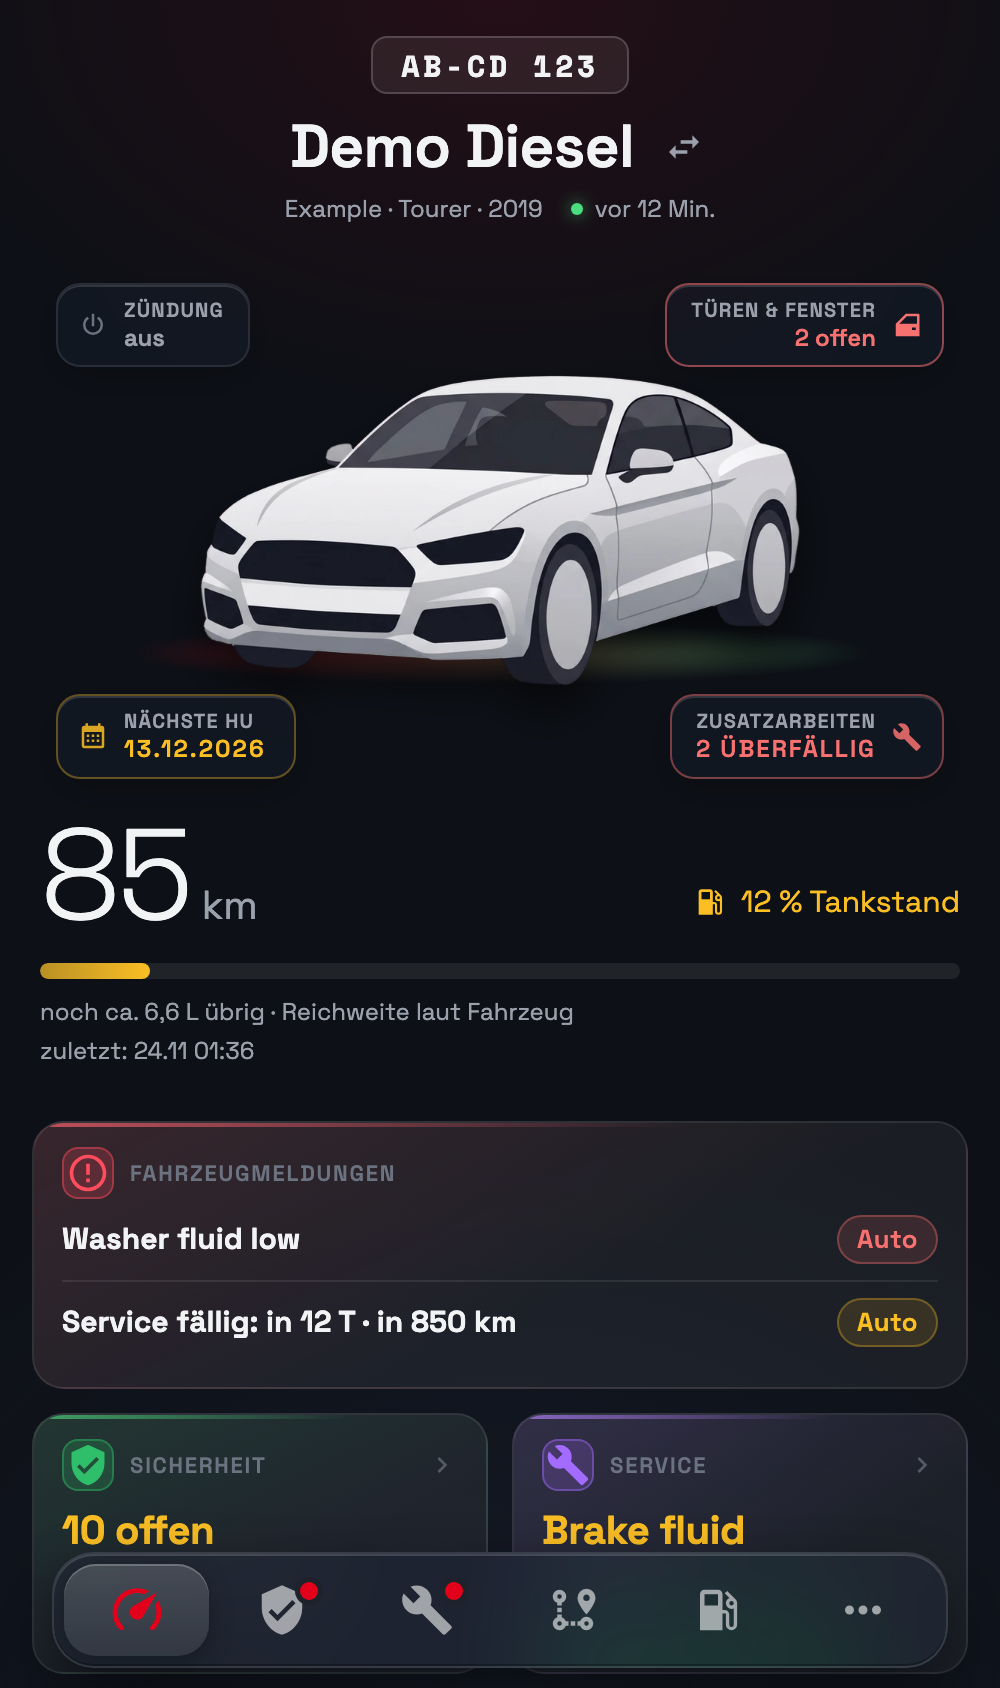 AB-CD 123
Demo Diesel
Example · Tourer · 2019 vor 12 Min.
ZÜNDUNG
aus
TÜREN & FENSTER
2 offen
NÄCHSTE HU
13.12.2026
ZUSATZARBEITEN
2 ÜBERFÄLLIG
85 km
12 % Tankstand
noch ca. 6,6 L übrig · Reichweite laut Fahrzeug
zuletzt: 24.11 01:36
FAHRZEUGMELDUNGEN
Washer fluid low
Auto
Service fällig: in 12 T · in 850 km
Auto
SICHERHEIT
10 offen
SERVICE
Brake fluid